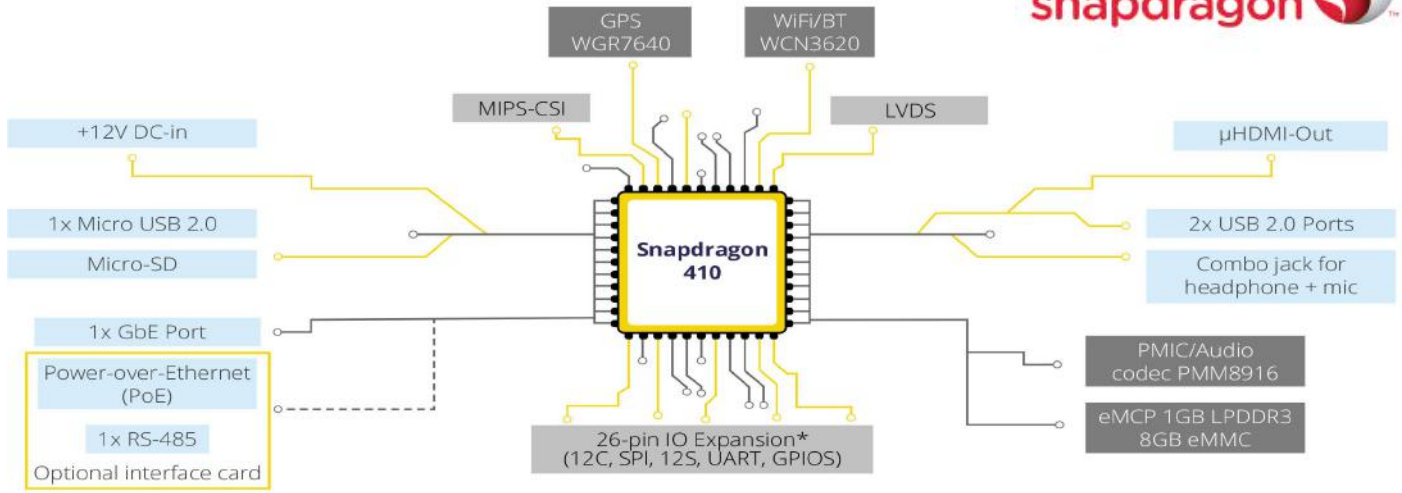 snapdragon
TM
GPS
WGR7640
WiFi/BT
WCN3620
MIPS-CSI
LVDS
+12V DC-in
µHDMI-Out
1x Micro USB 2.0
2x USB 2.0 Ports
Micro-SD
Combo jack for
headphone + mic
Snapdragon
410
1x GbE Port
Power-over-Ethernet
(PoE)
1x RS-485
Optional interface card
PMIC/Audio
codec PMM8916
eMCP 1GB LPDDR3
8GB eMMC
26-pin IO Expansion*
(12C, SPI, 12S, UART, GPIOS)